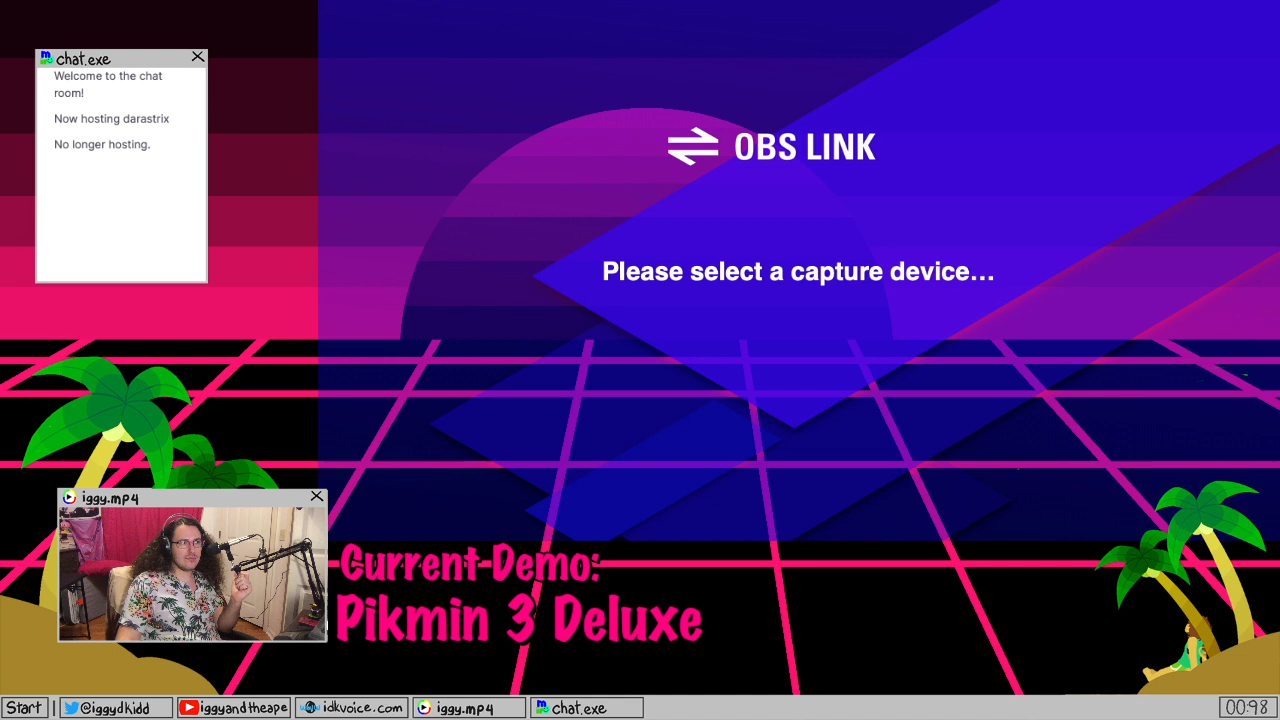 chat.exe
Welcome to the chat
room!
Now hosting darastrix
No longer hosting.
OBS LINK
Please select a capture device...
iggy.mp4
Current Demo:
Pikmin 3 Deluxe
Start | @iggydkidd iggyandtheape www idkvoice.com iggy.mp4 chat.exe 00:98